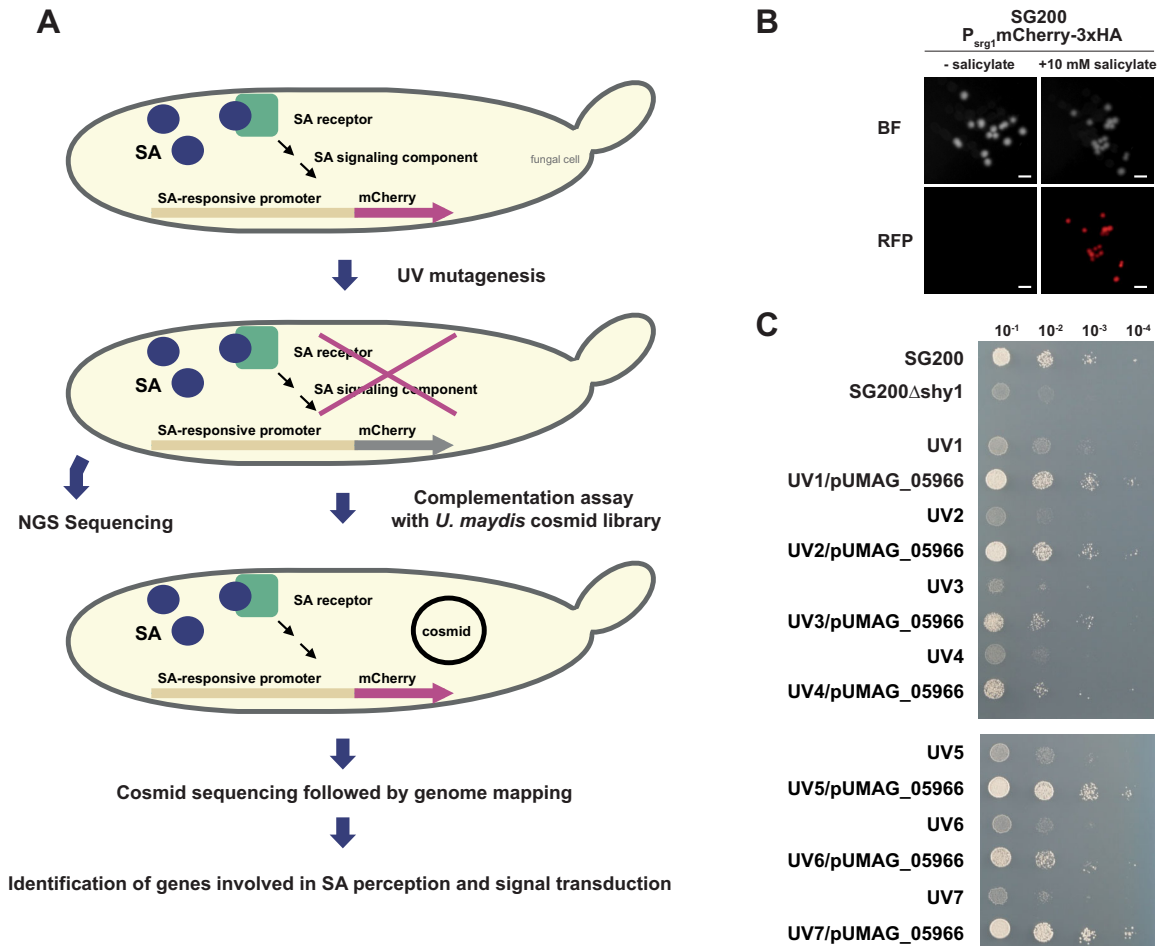 A
SA
SA receptor
SA signaling component
fungal cell
SA-responsive promoter
mCherry
UV mutagenesis
SA
SA receptor
SA signaling component
SA-responsive promoter
mCherry
NGS Sequencing
Complementation assay
with U. maydis cosmid library
SA
SA receptor
cosmid
SA-responsive promoter
mCherry
Cosmid sequencing followed by genome mapping
Identification of genes involved in SA perception and signal transduction
B
SG200
Psrg1mCherry-3xHA
- salicylate +10 mM salicylate
BF
RFP
C
10-1 10-2 10-3 10-4
SG200
SG200Δshy1
UV1
UV1/pUMAG_05966
UV2
UV2/pUMAG_05966
UV3
UV3/pUMAG_05966
UV4
UV4/pUMAG_05966
UV5
UV5/pUMAG_05966
UV6
UV6/pUMAG_05966
UV7
UV7/pUMAG_05966